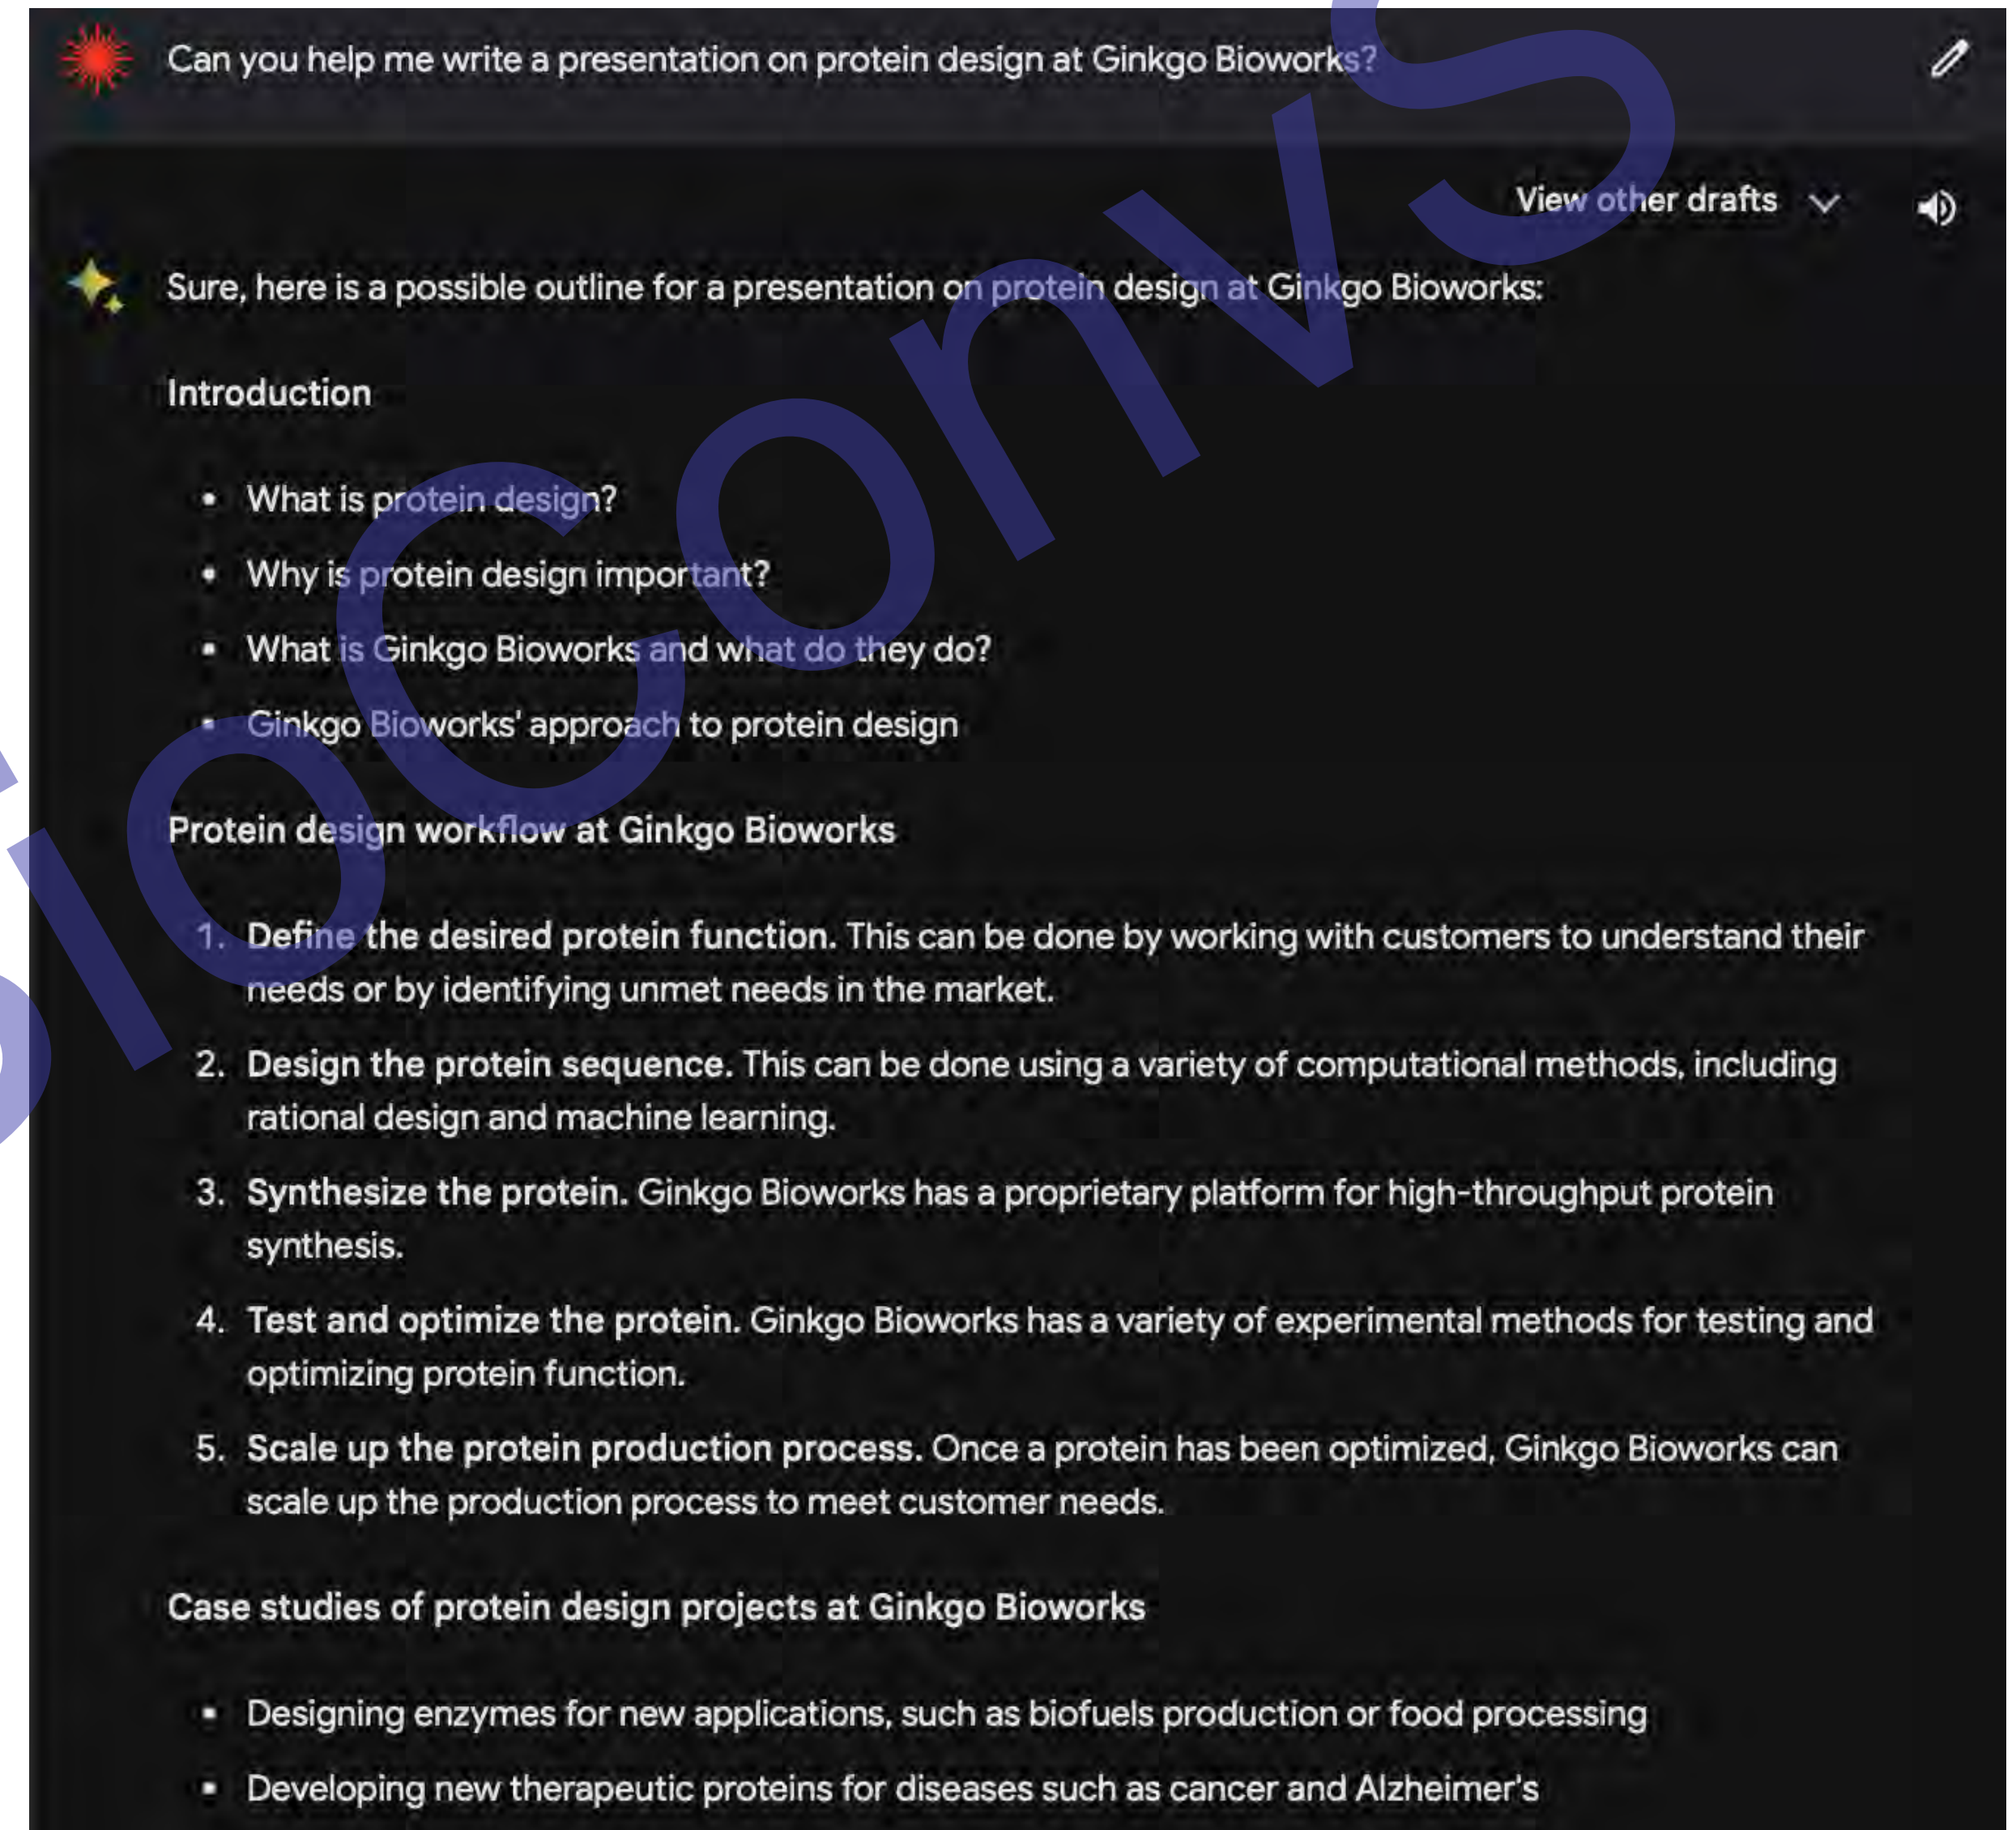 Can you help me write a presentation on protein design at Ginkgo Bioworks?
View other drafts
Sure, here is a possible outline for a presentation on protein design at Ginkgo Bioworks:
Introduction
• What is protein design?
• Why is protein design important?
• What is Ginkgo Bioworks and what do they do?
• Ginkgo Bioworks' approach to protein design
Protein design workflow at Ginkgo Bioworks
1. Define the desired protein function. This can be done by working with customers to understand their
needs or by identifying unmet needs in the market.
2. Design the protein sequence. This can be done using a variety of computational methods, including
rational design and machine learning.
3. Synthesize the protein. Ginkgo Bioworks has a proprietary platform for high-throughput protein
synthesis.
4. Test and optimize the protein. Ginkgo Bioworks has a variety of experimental methods for testing and
optimizing protein function.
5. Scale up the protein production process. Once a protein has been optimized, Ginkgo Bioworks can
scale up the production process to meet customer needs.
Case studies of protein design projects at Ginkgo Bioworks
• Designing enzymes for new applications, such as biofuels production or food processing
• Developing new therapeutic proteins for diseases such as cancer and Alzheimer's
ioConvS